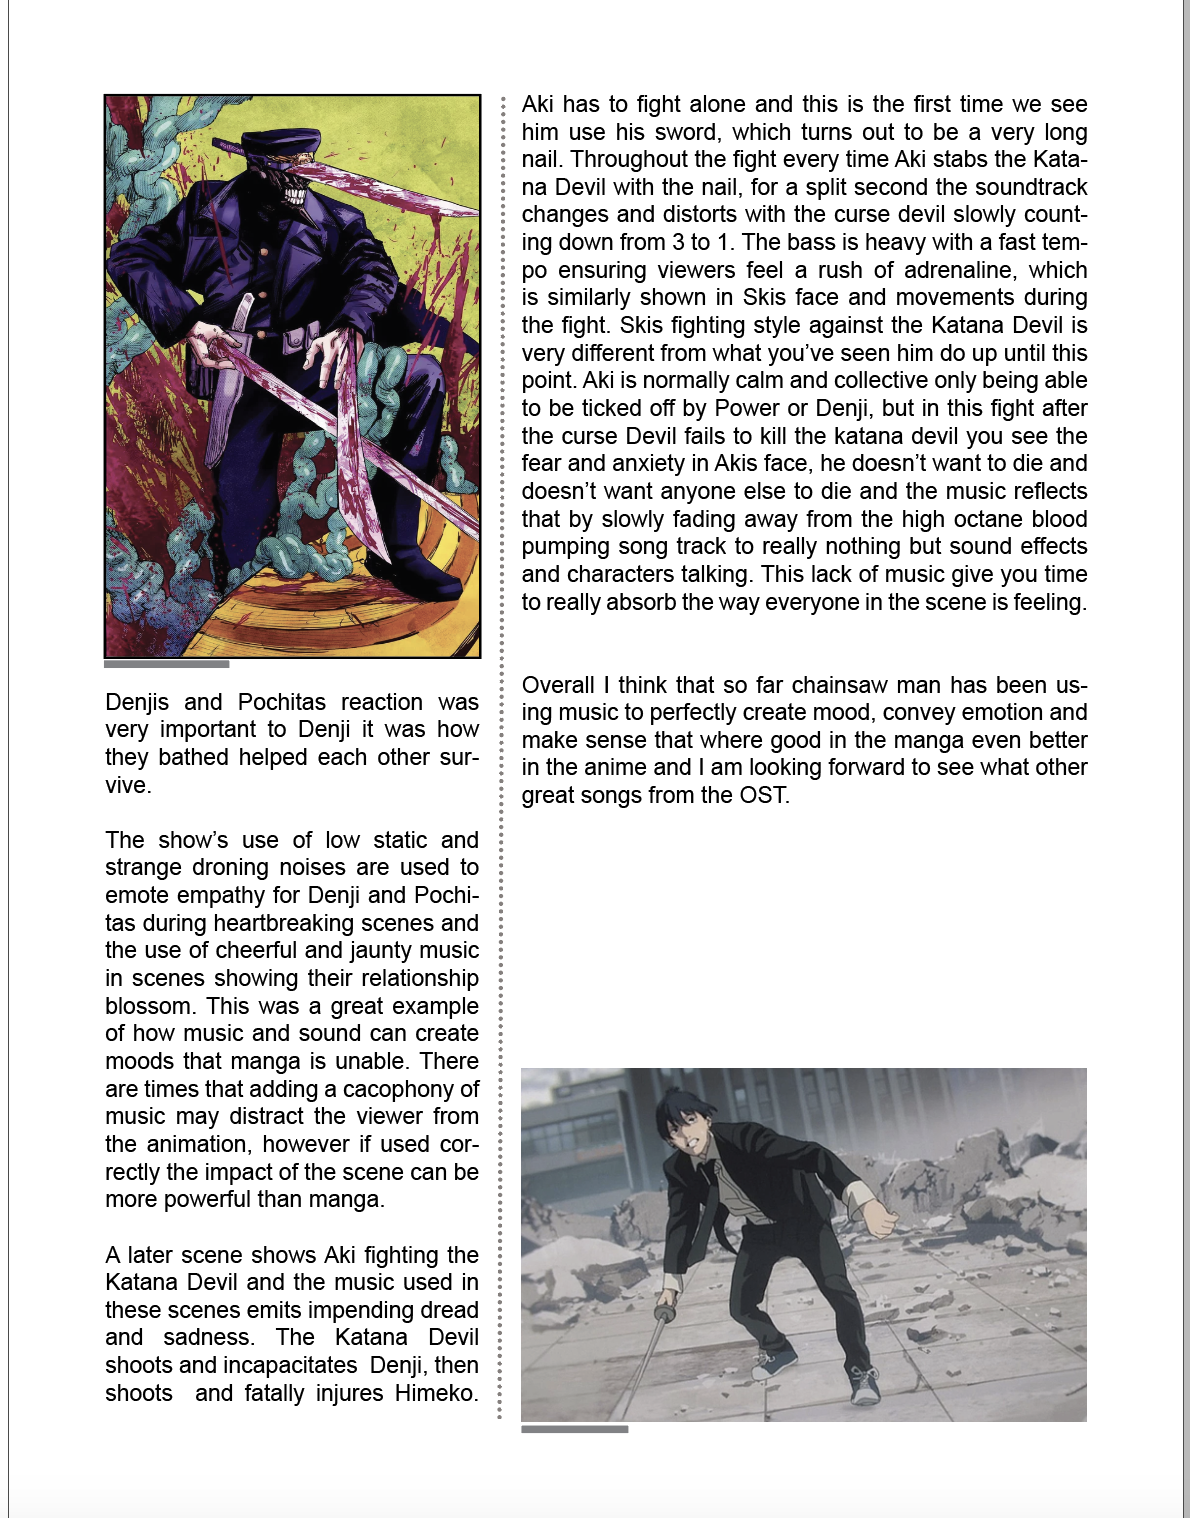 Denjis and Pochitas reaction was
very important to Denji it was how
they bathed helped each other sur-
vive.
The show's use of low static and
strange droning noises are used to
emote empathy for Denji and Pochi-
tas during heartbreaking scenes and
the use of cheerful and jaunty music
in scenes showing their relationship
blossom. This was a great example
of how music and sound can create
moods that manga is unable. There
are times that adding a cacophony of
music may distract the viewer from
the animation, however if used cor-
rectly the impact of the scene can be
more powerful than manga.
A later scene shows Aki fighting the
Katana Devil and the music used in
these scenes emits impending dread
and sadness. The Katana Devil
shoots and incapacitates Denji, then
shoots and fatally injures Himeko.
Aki has to fight alone and this is the first time we see
him use his sword, which turns out to be a very long
nail. Throughout the fight every time Aki stabs the Kata-
na Devil with the nail, for a split second the soundtrack
changes and distorts with the curse devil slowly count-
ing down from 3 to 1. The bass is heavy with a fast tem-
po ensuring viewers feel a rush of adrenaline, which
is similarly shown in Skis face and movements during
the fight. Skis fighting style against the Katana Devil is
very different from what you've seen him do up until this
point. Aki is normally calm and collective only being able
to be ticked off by Power or Denji, but in this fight after
the curse Devil fails to kill the katana devil you see the
fear and anxiety in Akis face, he doesn't want to die and
doesn't want anyone else to die and the music reflects
that by slowly fading away from the high octane blood
pumping song track to really nothing but sound effects
and characters talking. This lack of music give you time
to really absorb the way everyone in the scene is feeling.
Overall I think that so far chainsaw man has been us-
ing music to perfectly create mood, convey emotion and
make sense that where good in the manga even better
in the anime and I am looking forward to see what other
great songs from the OST.